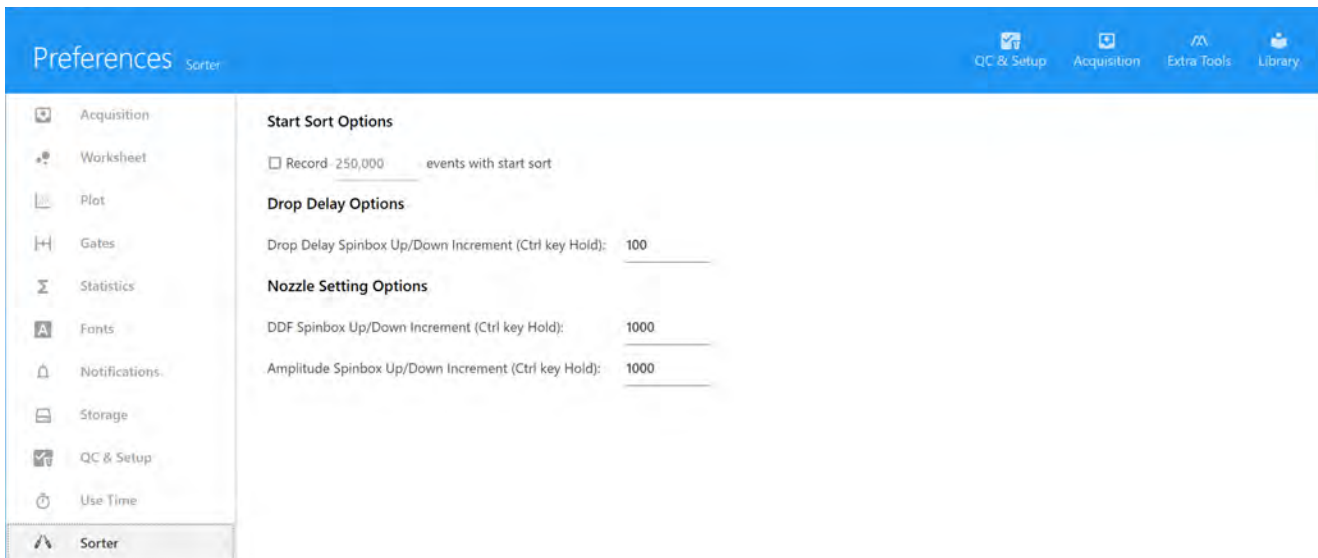 Preferences Sorter
QC & Setup
Acquisition
Extra Tools
Library
Acquisition
Worksheet
Plot
Gates
Statistics
Fonts
Notifications
Storage
QC & Setup
Use Time
Sorter
Start Sort Options
Record 250,000 events with start sort
Drop Delay Options
Drop Delay Spinbox Up/Down Increment (Ctrl key Hold): 100
Nozzle Setting Options
DDF Spinbox Up/Down Increment (Ctrl key Hold): 1000
Amplitude Spinbox Up/Down Increment (Ctrl key Hold): 1000